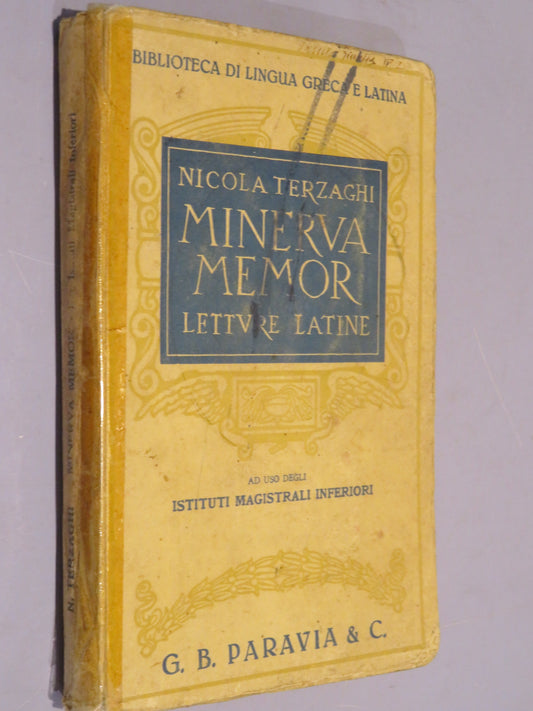 BIBLIOTECA DI LINGUA GRECA E LATINA
NICOLA TERZAGHI
MINERVA
MEMOR
LETTVRE LATINE
AD USO DEGLI
ISTITUTI MAGISTRALI INFERIORI
G. B. PARAVIA & C.
N. TERZAGHI MINERVA MEMOR Magistrali Inferiori